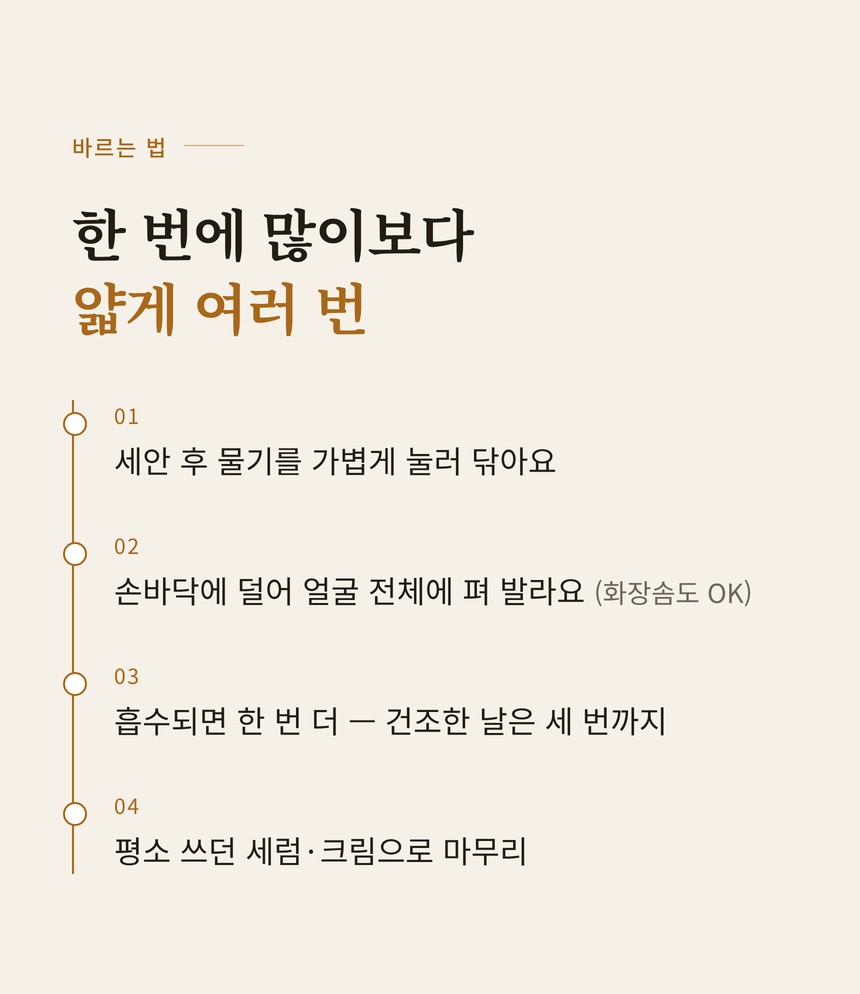 바르는 법
한 번에 많이보다
얇게 여러 번
01
세안 후 물기를 가볍게 눌러 닦아요
02
손바닥에 덜어 얼굴 전체에 펴 발라요 (화장솜도 OK)
03
흡수되면 한 번 더 — 건조한 날은 세 번까지
04
평소 쓰던 세럼·크림으로 마무리